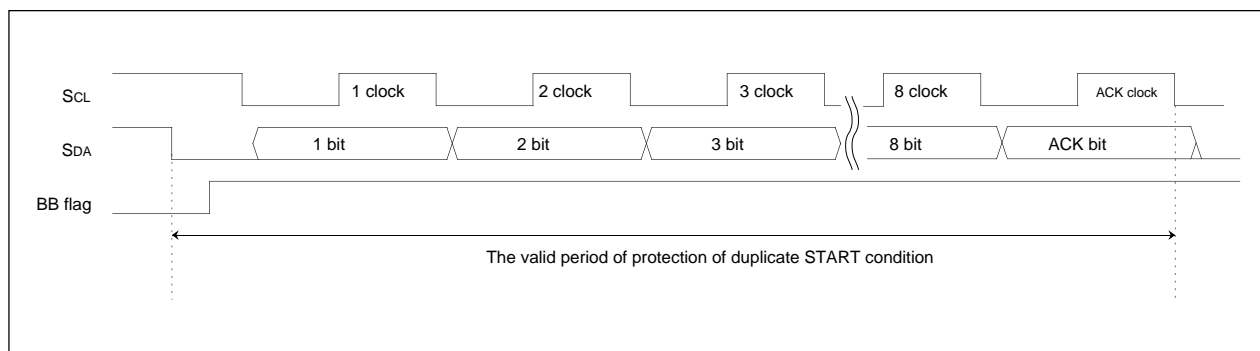 SCL
1 clock
2 clock
3 clock
8 clock
ACK clock
SDA
1 bit
2 bit
3 bit
8 bit
ACK bit
BB flag
The valid period of protection of duplicate START condition